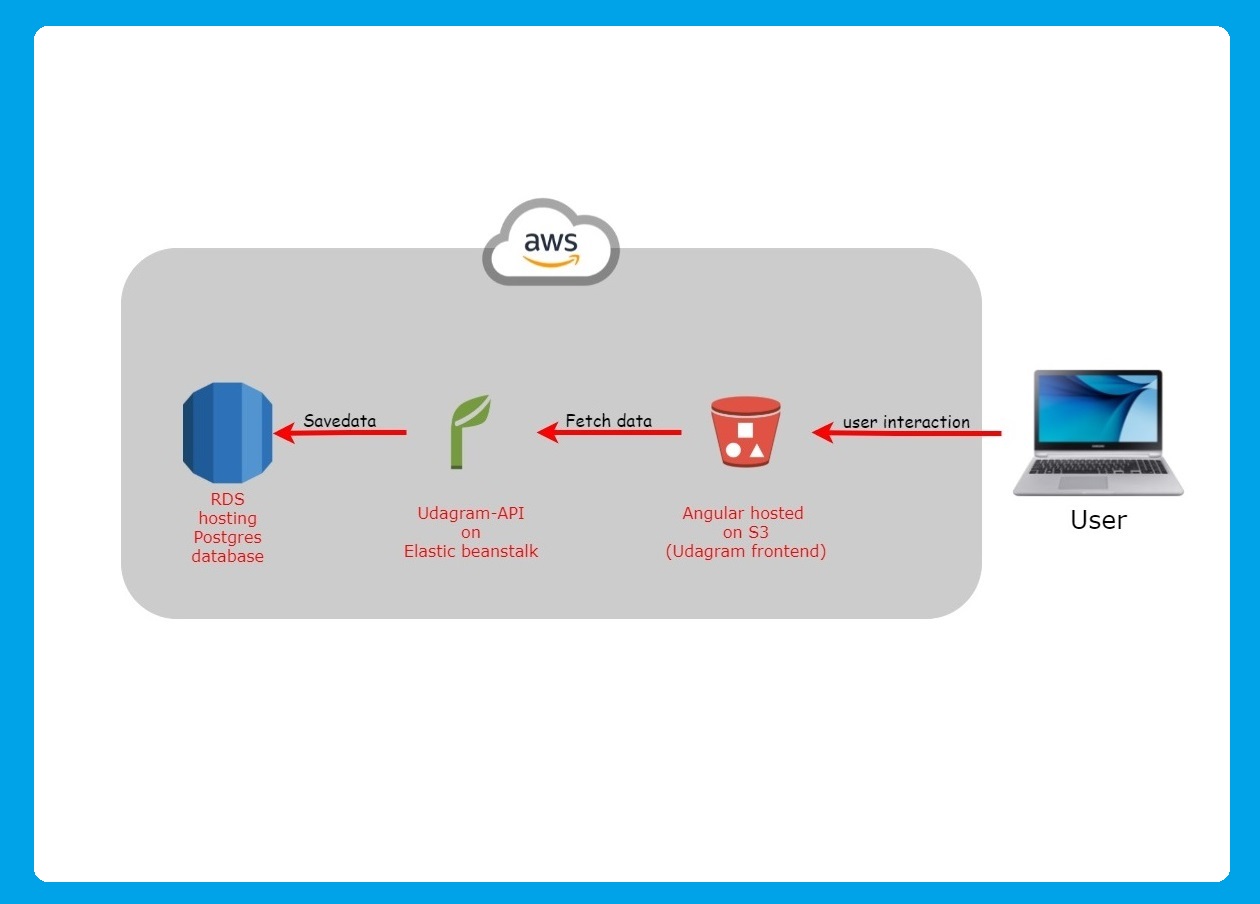 aws
Savedata
Fetch data
user interaction
RDS
hosting
Postgres
database
Udagram-API
on
Elastic beanstalk
Angular hosted
on S3
(Udagram frontend)
User